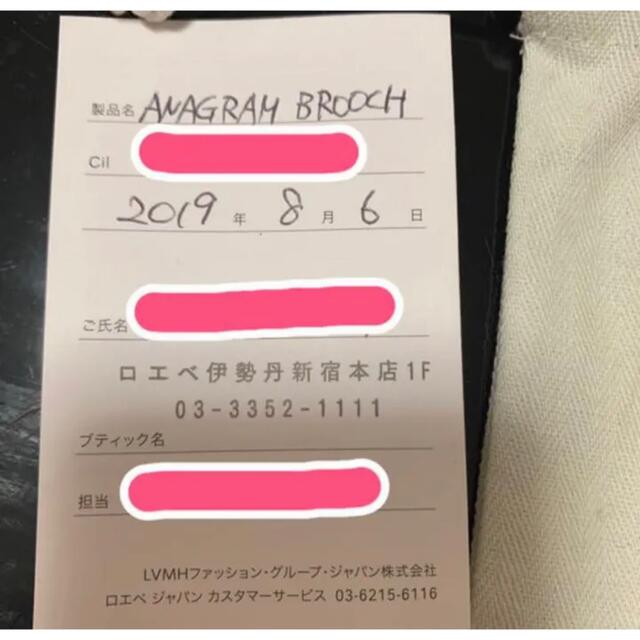 製品名 ANAGRAM BROOCH
Cil
2019 年 8 月 6 日
ご氏名
ロエベ伊勢丹新宿本店1F
03-3352-1111
ブティック名
担当
LVMHファッション・グループ・ジャパン株式会社
ロエベ ジャパン カスタマーサービス 03-6215-6116